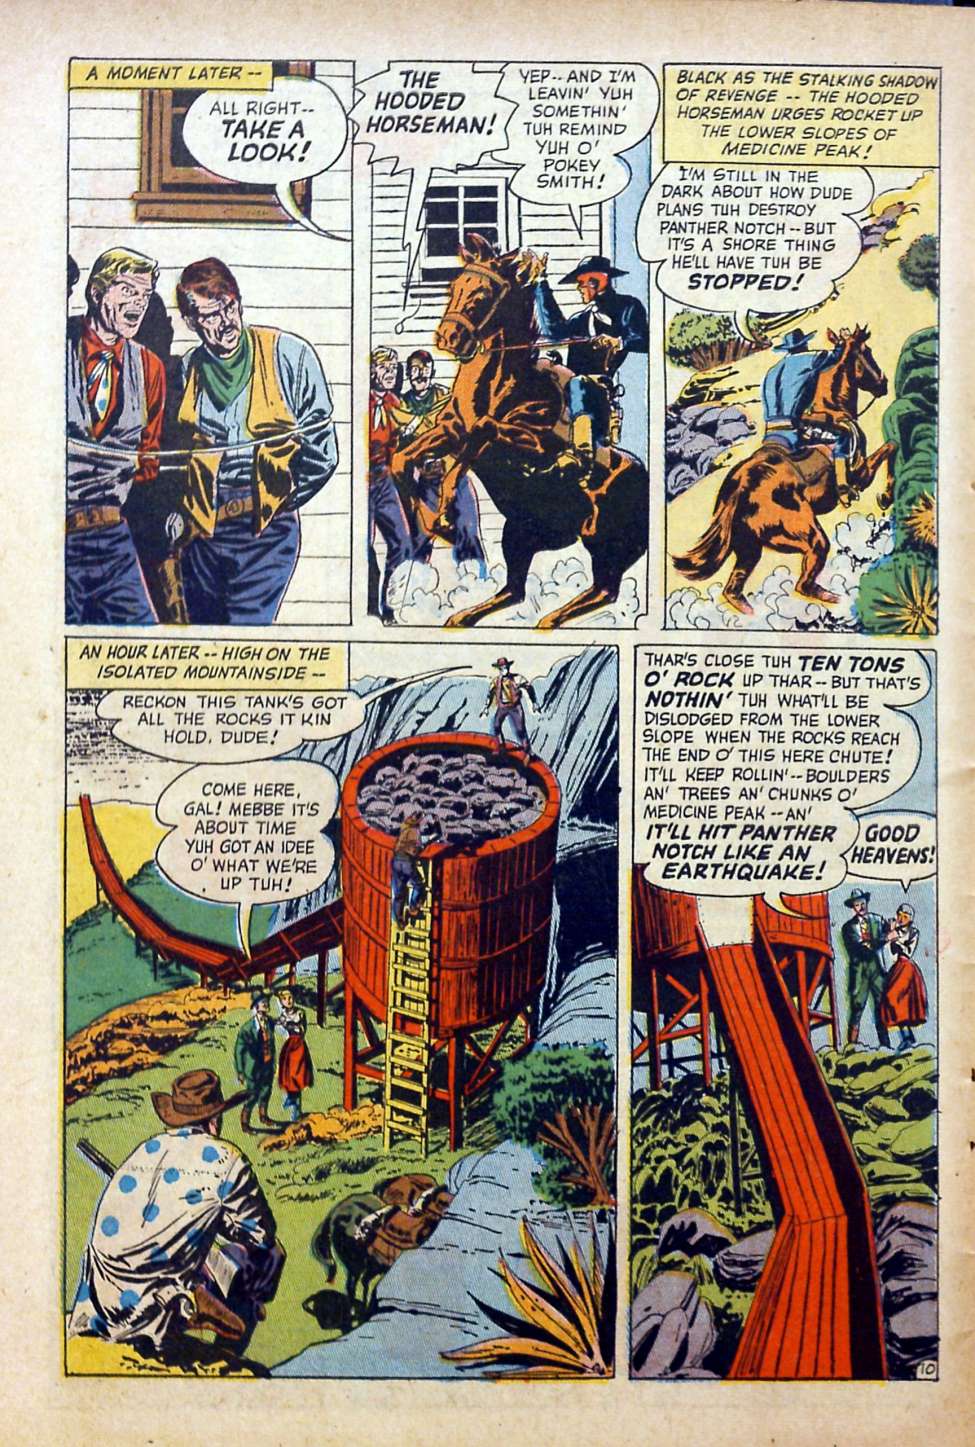 A MOMENT LATER --
ALL RIGHT--
TAKE A
LOOK!
THE
HOODED
HORSEMAN!
YEP--AND I'M
LEAVIN' YUH
SOMETHIN'
TUH REMIND
YUH O'
POKEY
SMITH!
BLACK AS THE STALKING SHADOW
OF REVENGE -- THE HOODED
HORSEMAN URGES ROCKET UP
THE LOWER SLOPES OF
MEDICINE PEAK!
I'M STILL IN THE
DARK ABOUT HOW DUDE
PLANS TUH DESTROY
PANTHER NOTCH--BUT
IT'S A SHORE THING
HE'LL HAVE TUH BE
STOPPED!
AN HOUR LATER -- HIGH ON THE
ISOLATED MOUNTAINSIDE --
RECKON THIS TANK'S GOT
ALL THE ROCKS IT KIN
HOLD, DUDE!
COME HERE,
GAL! MEBBE IT'S
ABOUT TIME
YUH GOT AN IDEE
O' WHAT WE'RE
UP TUH!
THAR'S CLOSE TUH TEN TONS
O' ROCK UP THAR--BUT THAT'S
NOTHIN' TUH WHAT'LL BE
DISLODGED FROM THE LOWER
SLOPE WHEN THE ROCKS REACH
THE END O' THIS HERE CHUTE!
IT'LL KEEP ROLLIN'--BOULDERS
AN' TREES AN' CHUNKS O'
MEDICINE PEAK --AN'
IT'LL HIT PANTHER
NOTCH LIKE AN
EARTHQUAKE!
GOOD
HEAVENS!
10